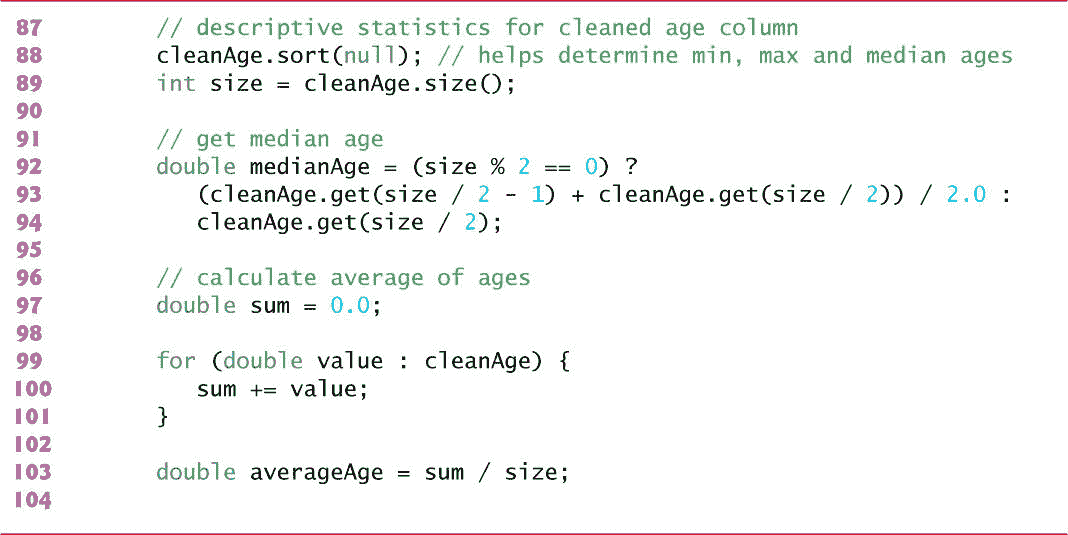 87 // descriptive statistics for cleaned age column
88 cleanAge.sort(null); // helps determine min, max and median ages
89 int size = cleanAge.size();
90
91 // get median age
92 double medianAge = (size % 2 == 0) ?
93 (cleanAge.get(size / 2 - 1) + cleanAge.get(size / 2)) / 2.0 :
94 cleanAge.get(size / 2);
95
96 // calculate average of ages
97 double sum = 0.0;
98
99 for (double value : cleanAge) {
100 sum += value;
101 }
102
103 double averageAge = sum / size;
104